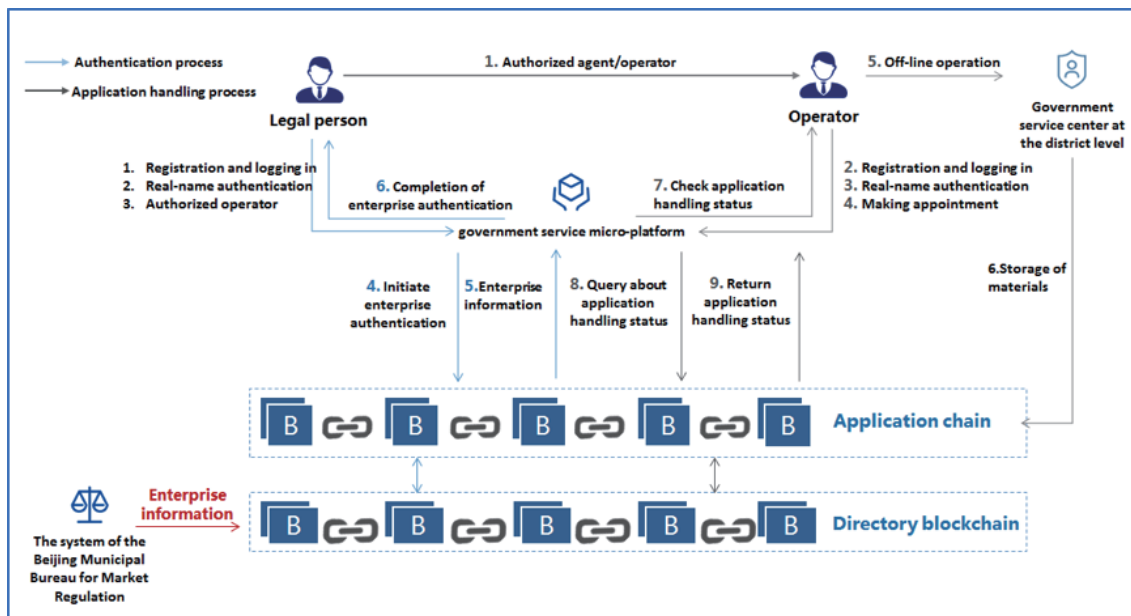 Authentication process
Application handling process
1. Authorized agent/operator
5. Off-line operation
Legal person
Operator
Government
service center at
the district level
1. Registration and logging in
2. Real-name authentication
3. Authorized operator
6. Completion of
enterprise authentication
7. Check application
handling status
2. Registration and logging in
3. Real-name authentication
4. Making appointment
government service micro-platform
4. Initiate
enterprise
authentication
5.Enterprise
information
8. Query about
application
handling status
9. Return
application
handling status
6.Storage of
materials
B B B B B
Application chain
Enterprise
information
B B B B B
Directory blockchain
The system of the
Beijing Municipal
Bureau for Market
Regulation